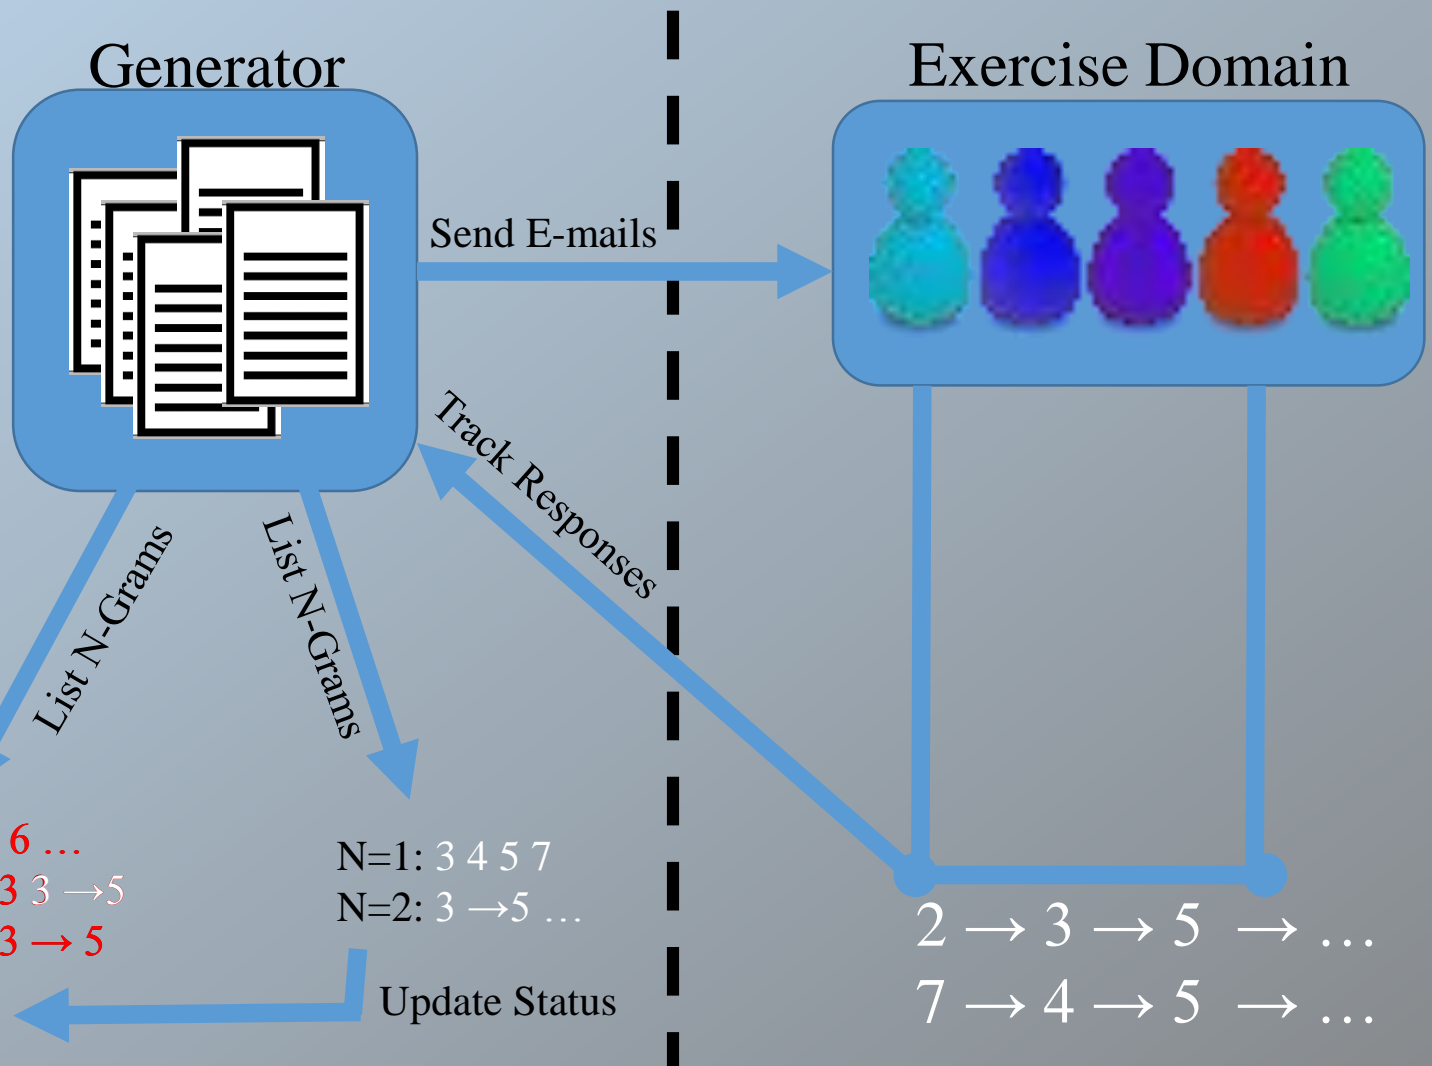 Generator
Exercise Domain
Send E-mails
Track Responses
List N-Grams
List N-Grams
6 …
3 3 →5
3 → 5
N=1: 3 4 5 7
N=2: 3 →5 …
Update Status
2 → 3 → 5 → …
7 → 4 → 5 → …